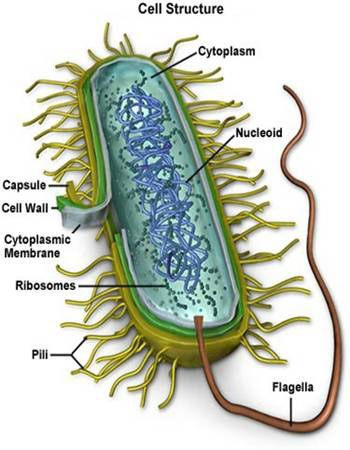 Cell Structure
Cytoplasm
Nucleoid
Capsule
Cell Wall
Cytoplasmic
Membrane
Ribosomes
Pili
Flagella